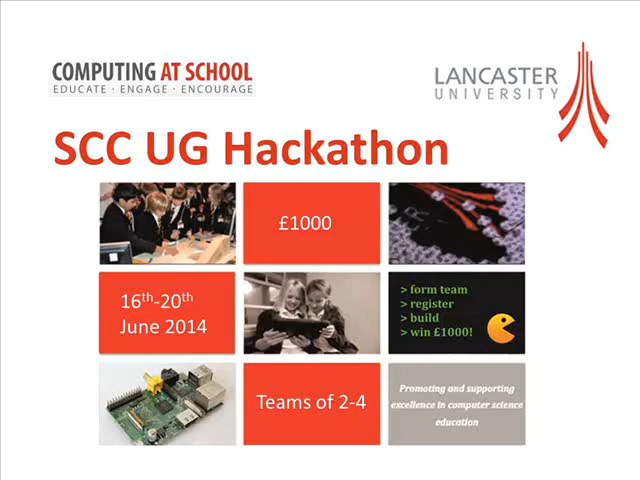 COMPUTING AT SCHOOL
EDUCATE · ENGAGE · ENCOURAGE
LANCASTER
UNIVERSITY
SCC UG Hackathon
£1000
16th-20th
June 2014
> form team
> register
> build
> win £1000!
Teams of 2-4
Promoting and supporting
excellence in computer science
education